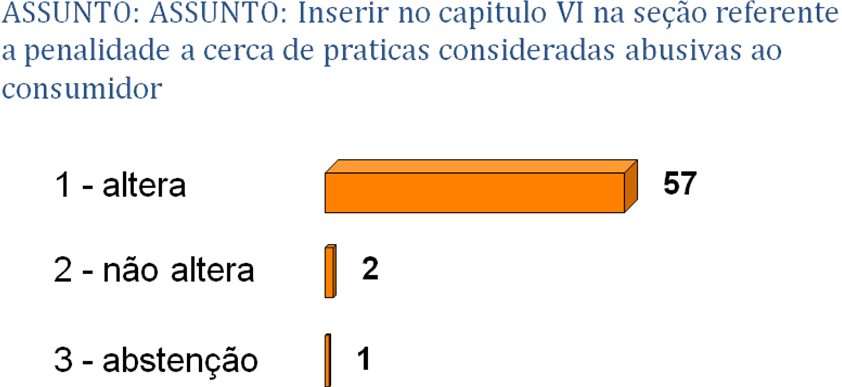 ASSUNTO: ASSUNTO: Inserir no capitulo VI na seção referente
a penalidade a cerca de praticas consideradas abusivas ao
consumidor
1 - altera 57
2 - não altera 2
3 - abstenção 1